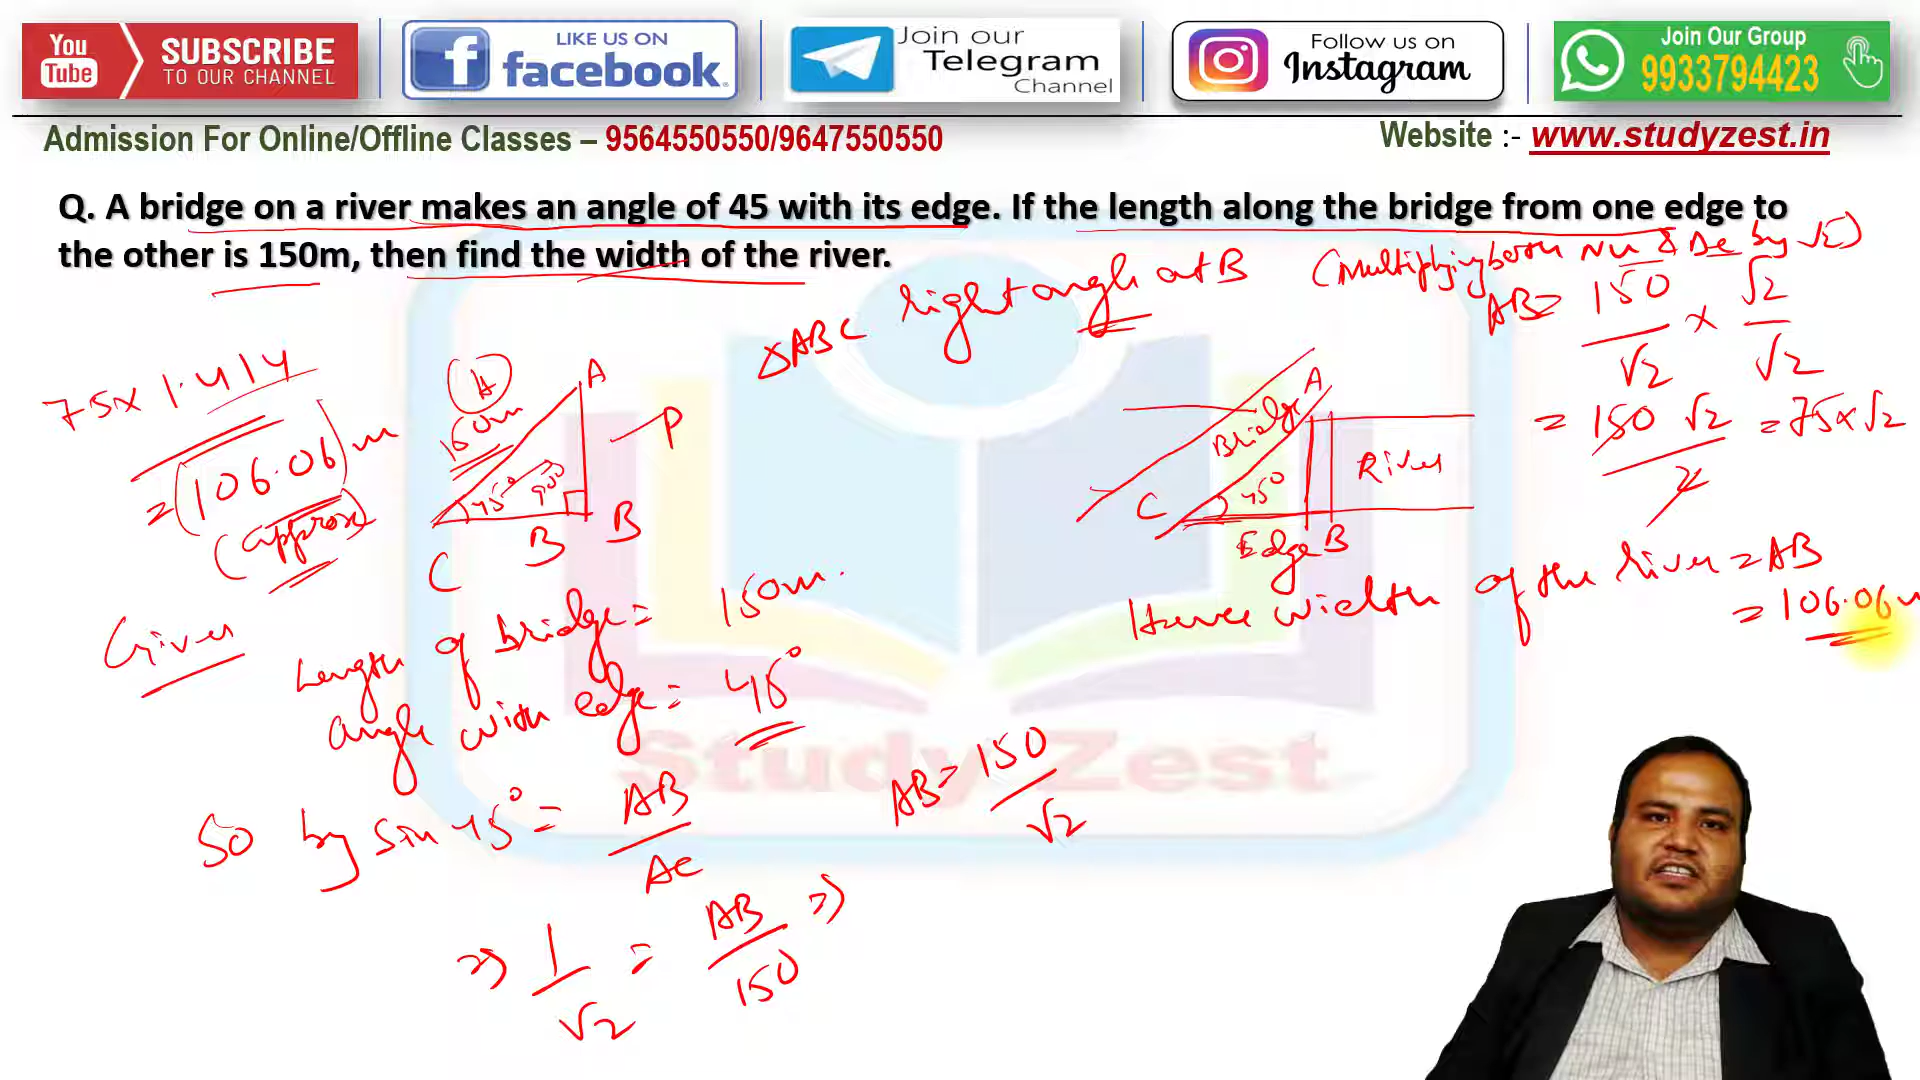 You Tube SUBSCRIBE TO OUR CHANNEL
LIKE US ON facebook.
Join our Telegram Channel
Follow us on Instagram
Join Our Group 9933794423
Admission For Online/Offline Classes – 9564550550/9647550550
Website :- www.studyzest.in
Q. A bridge on a river makes an angle of 45 with its edge. If the length along the bridge from one edge to
the other is 150m, then find the width of the river.
△ABC right angle at B
(Multiplying both Nu & De by √2)
AB = 150/√2 × √2/√2
= 150 √2/2 = 75×√2
75×1.414
= (106.06) m
(approx)
H
150m
A
P
45° 90°
C B B
A
Bridge
River
C 45°
Edge B
Hence width of the river = AB
= 106.06 m
Given
Length of bridge = 150m.
angle with edge = 45°
So by sin 45° = AB/AC
⇒ 1/√2 = AB/150 ⇒
AB = 150/√2
Study Zest